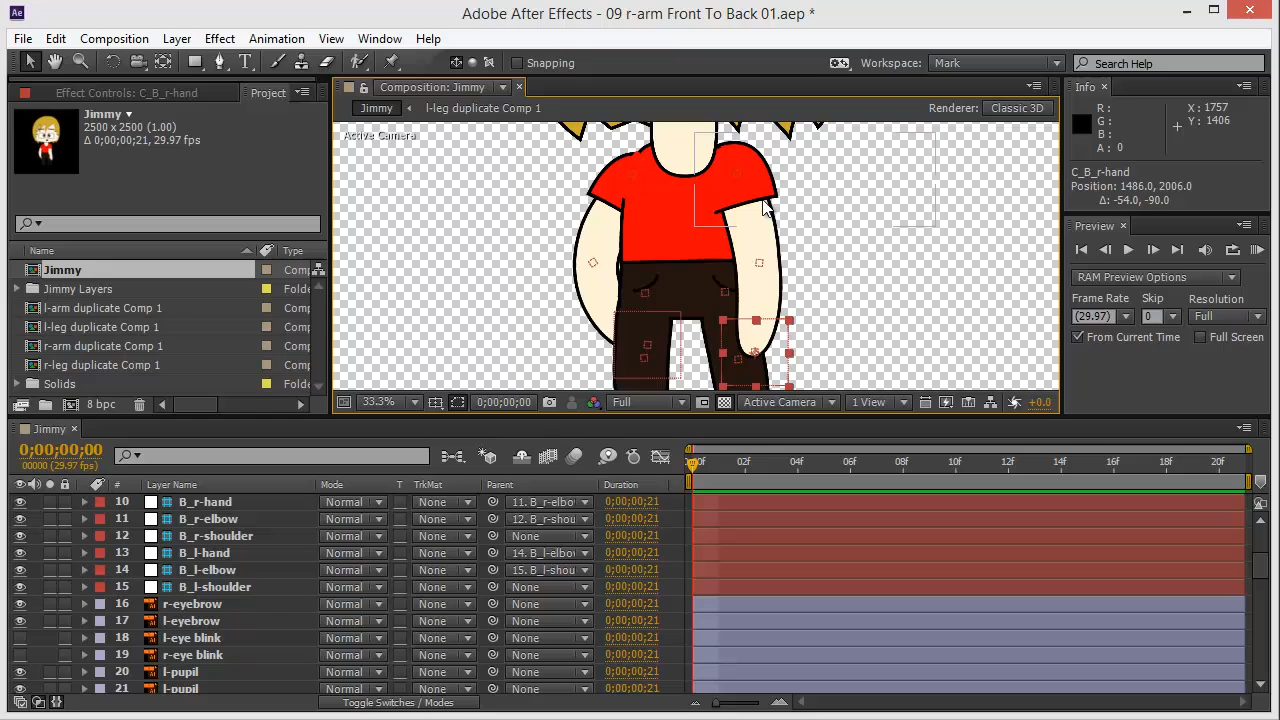 Adobe After Effects - 09 r-arm Front To Back 01.aep *
File Edit Composition Layer Effect Animation View Window Help
Snapping Workspace: Mark Search Help
Effect Controls: C_B_r-hand Project
Composition: Jimmy
Info
Jimmy l-leg duplicate Comp 1 Renderer: Classic 3D
Jimmy
2500 x 2500 (1.00)
Δ 0;00;00;21, 29.97 fps
Active Camera
R:
G:
B:
A: 0
X: 1757
Y: 1406
C_B_r-hand
Position: 1486.0, 2006.0
Δ: -54.0, -90.0
Preview
Name Type
Jimmy Comp
Jimmy Layers Folde
l-arm duplicate Comp 1 Comp
l-leg duplicate Comp 1 Comp
r-arm duplicate Comp 1 Comp
r-leg duplicate Comp 1 Comp
Solids Folde
8 bpc
RAM Preview Options
Frame Rate Skip Resolution
(29.97) 0 Full
From Current Time Full Screen
33.3% 0;00;00;00 Full Active Camera 1 View +0.0
Jimmy
0;00;00;00
00000 (29.97 fps)
00f 02f 04f 06f 08f 10f 12f 14f 16f 18f 20f
# Layer Name Mode T TrkMat Parent Duration
10 B_r-hand Normal None 11. B_r-elbo 0;00;00;21
11 B_r-elbow Normal None 12. B_r-shou 0;00;00;21
12 B_r-shoulder Normal None None 0;00;00;21
13 B_l-hand Normal None 14. B_l-elbo 0;00;00;21
14 B_l-elbow Normal None 15. B_l-shou 0;00;00;21
15 B_l-shoulder Normal None None 0;00;00;21
16 r-eyebrow Normal None None 0;00;00;21
17 l-eyebrow Normal None None 0;00;00;21
18 l-eye blink Normal None None 0;00;00;21
19 r-eye blink Normal None None 0;00;00;21
20 l-pupil Normal None None 0;00;00;21
21 l-pupil Normal None None 0;00;00;21
Toggle Switches / Modes